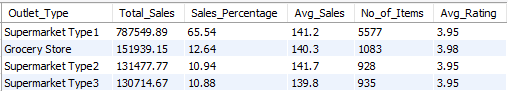 Outlet_Type Total_Sales Sales_Percentage Avg_Sales No_of_Items Avg_Rating
Supermarket Type1 787549.89 65.54 141.2 5577 3.95
Grocery Store 151939.15 12.64 140.3 1083 3.98
Supermarket Type2 131477.77 10.94 141.7 928 3.95
Supermarket Type3 130714.67 10.88 139.8 935 3.95